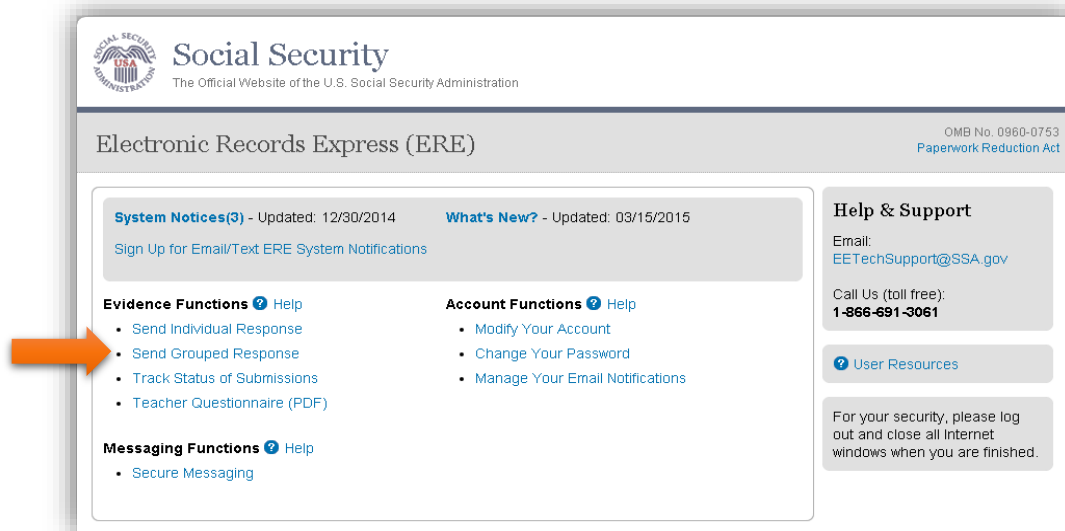 SOCIAL SECURITY ADMINISTRATION
USA
Social Security
The Official Website of the U.S. Social Security Administration
Electronic Records Express (ERE)
OMB No. 0960-0753
Paperwork Reduction Act
System Notices(3) - Updated: 12/30/2014
What's New? - Updated: 03/15/2015
Sign Up for Email/Text ERE System Notifications
Evidence Functions ? Help
• Send Individual Response
• Send Grouped Response
• Track Status of Submissions
• Teacher Questionnaire (PDF)
Messaging Functions ? Help
• Secure Messaging
Account Functions ? Help
• Modify Your Account
• Change Your Password
• Manage Your Email Notifications
Help & Support
Email:
EETechSupport@SSA.gov
Call Us (toll free):
1-866-691-3061
? User Resources
For your security, please log
out and close all Internet
windows when you are finished.